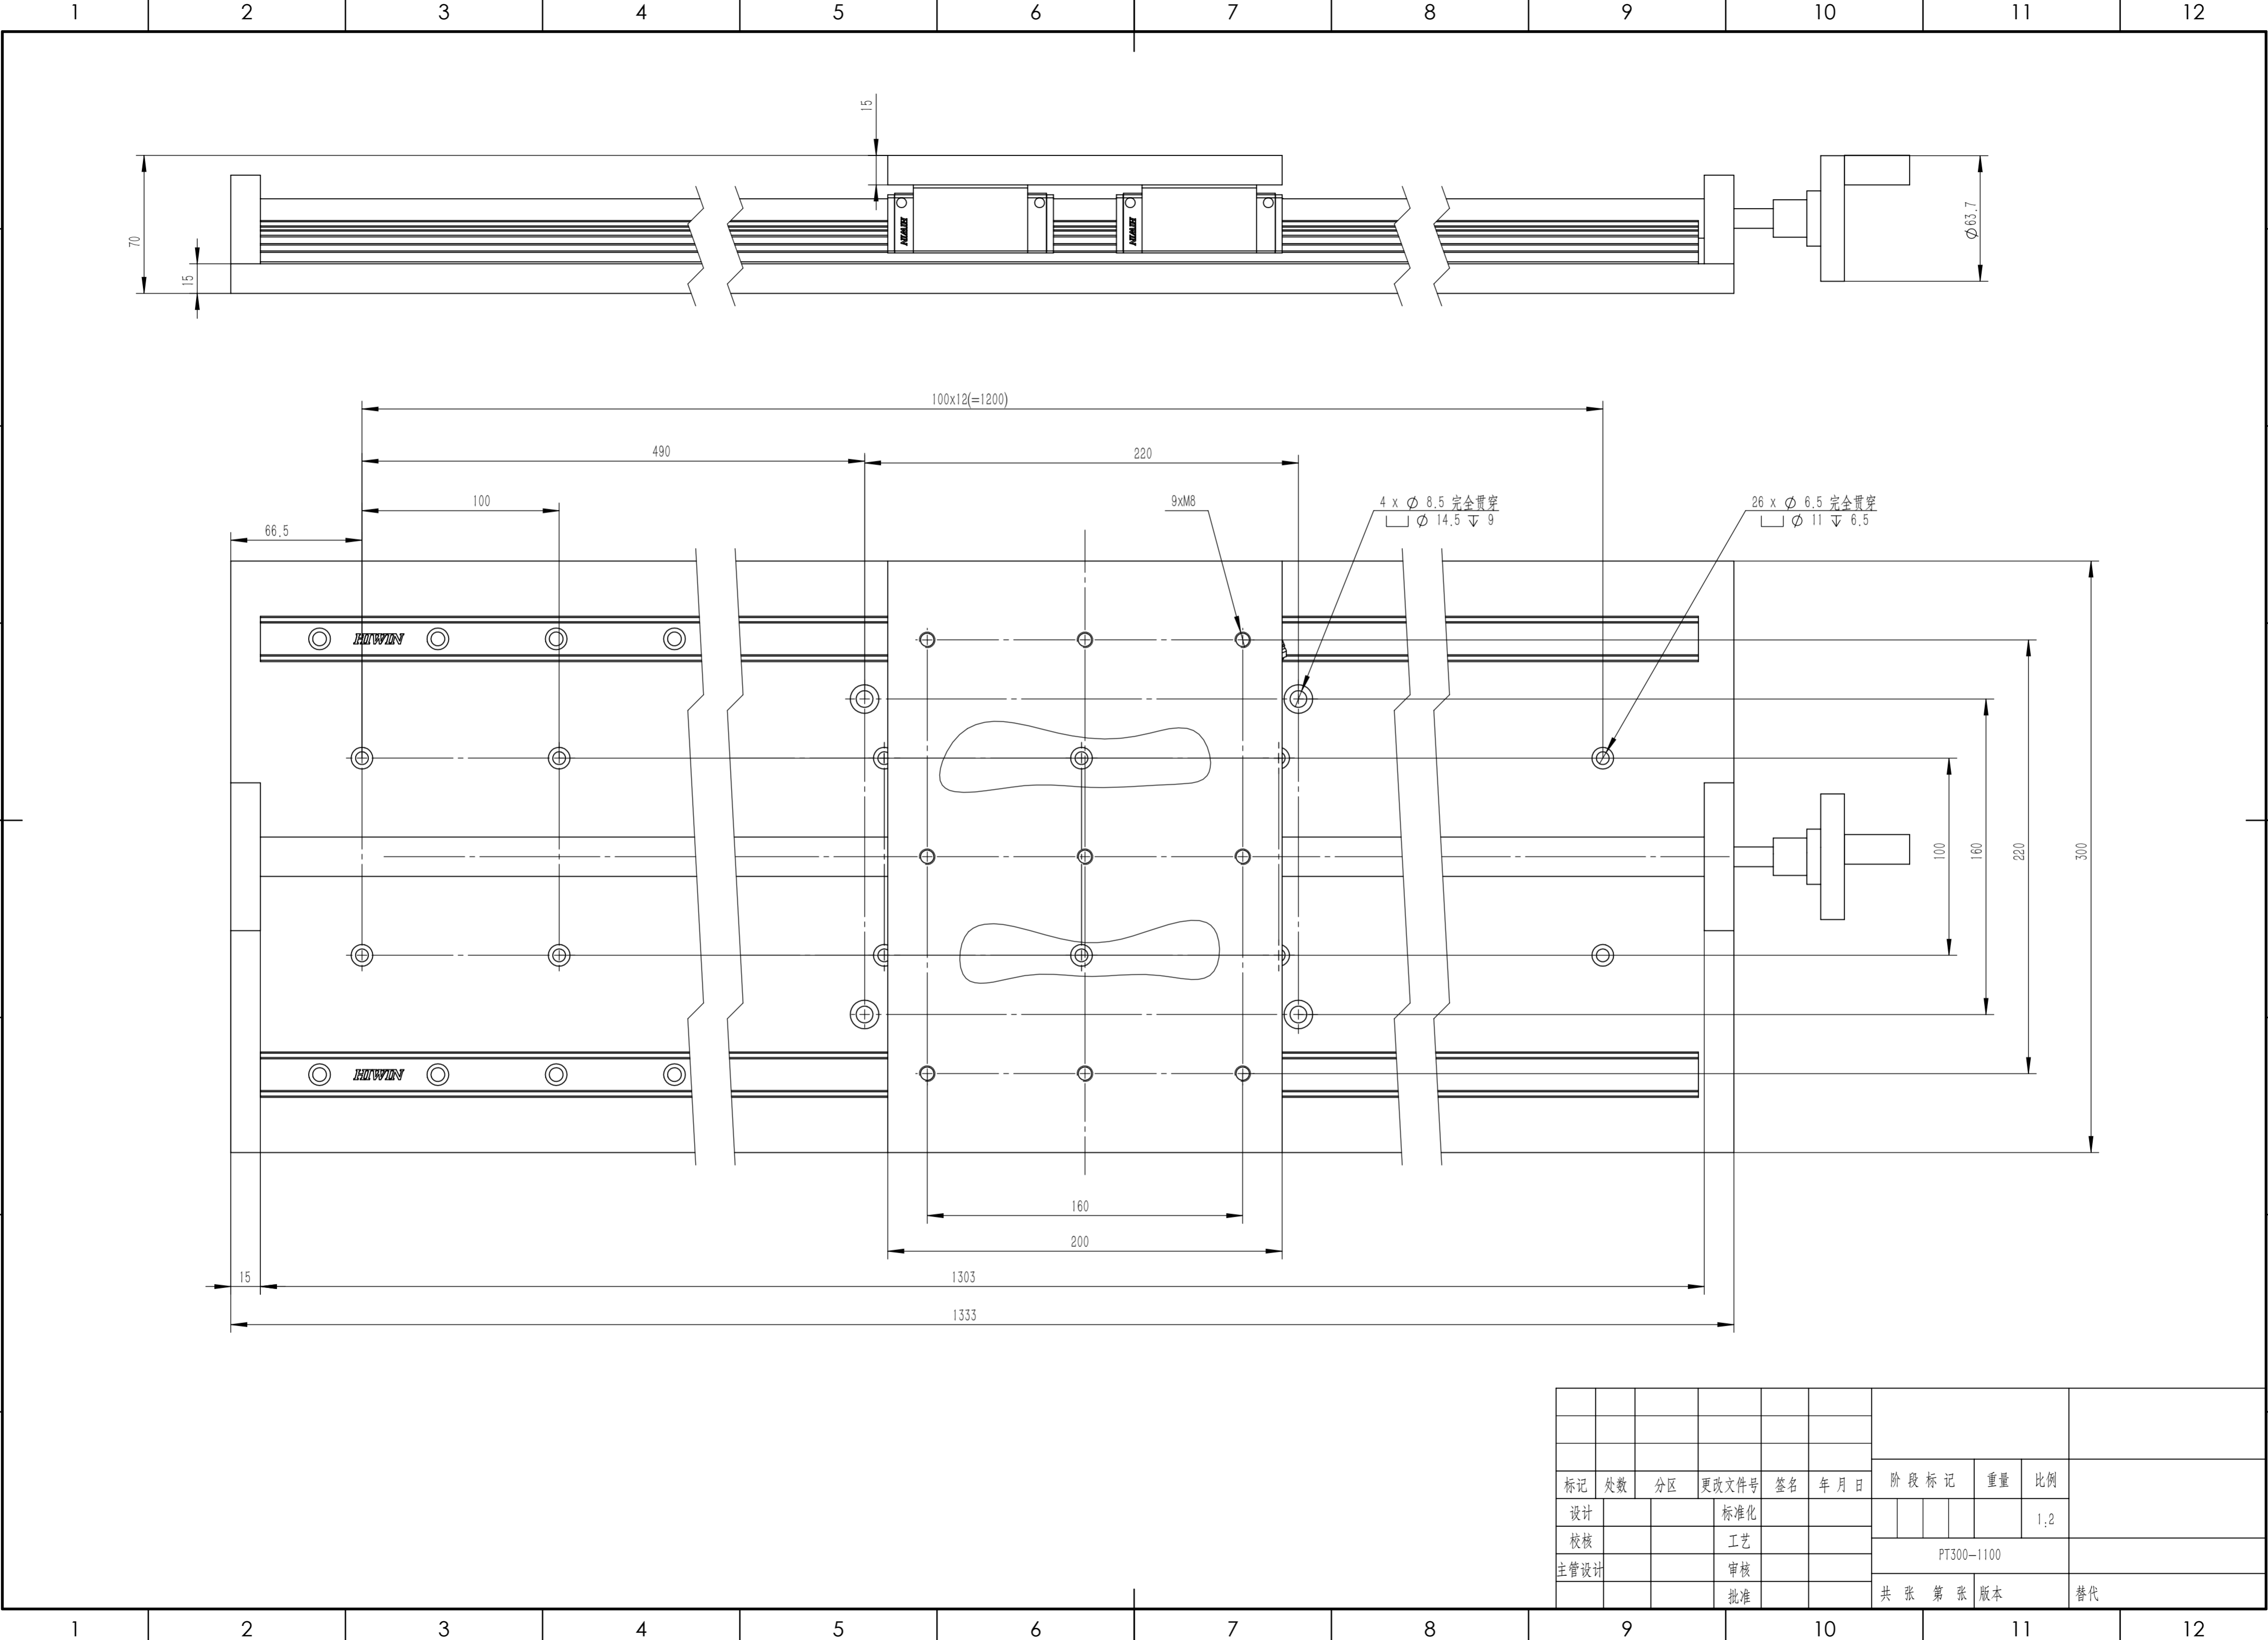 1 2 3 4 5 6 7 8 9 10 11 12
15
70
15
HIWIN
HIWIN
Ø63.7
100x12(=1200)
490
220
100
9xM8
4 x Ø 8.5 完全贯穿
⌴ Ø 14.5 ↧ 9
26 x Ø 6.5 完全贯穿
⌴ Ø 11 ↧ 6.5
66.5
HIWIN
100
160
220
300
HIWIN
160
200
15
1303
1333
标记 处数 分区 更改文件号 签名 年 月 日 阶 段 标 记 重量 比例
设计 标准化 1:2
校核 工艺
PT300-1100
主管设计 审核
批准 共 张 第 张 版本 替代
1 2 3 4 5 6 7 8 9 10 11 12